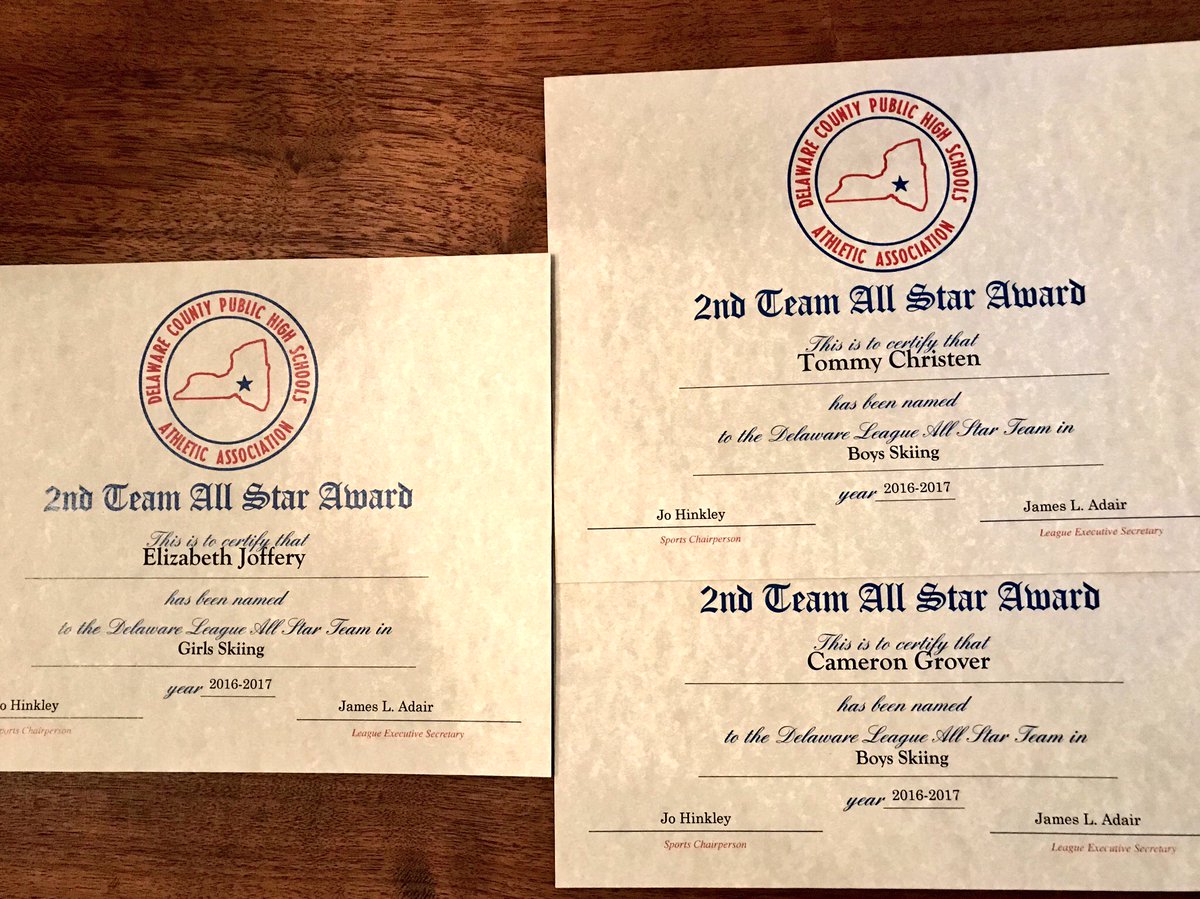 DELAWARE COUNTY PUBLIC HIGH SCHOOLS
ATHLETIC ASSOCIATION
2nd Team All Star Award
This is to certify that
Elizabeth Joffery
has been named
to the Delaware League All Star Team in
Girls Skiing
year 2016-2017
o Hinkley James L. Adair
ports Chairperson League Executive Secretary
DELAWARE COUNTY PUBLIC HIGH SCHOOLS
ATHLETIC ASSOCIATION
2nd Team All Star Award
This is to certify that
Tommy Christen
has been named
to the Delaware League All Star Team in
Boys Skiing
year 2016-2017
Jo Hinkley James L. Adair
Sports Chairperson League Executive Secretary
2nd Team All Star Award
This is to certify that
Cameron Grover
has been named
to the Delaware League All Star Team in
Boys Skiing
year 2016-2017
Jo Hinkley James L. Adair
Sports Chairperson League Executive Secretary